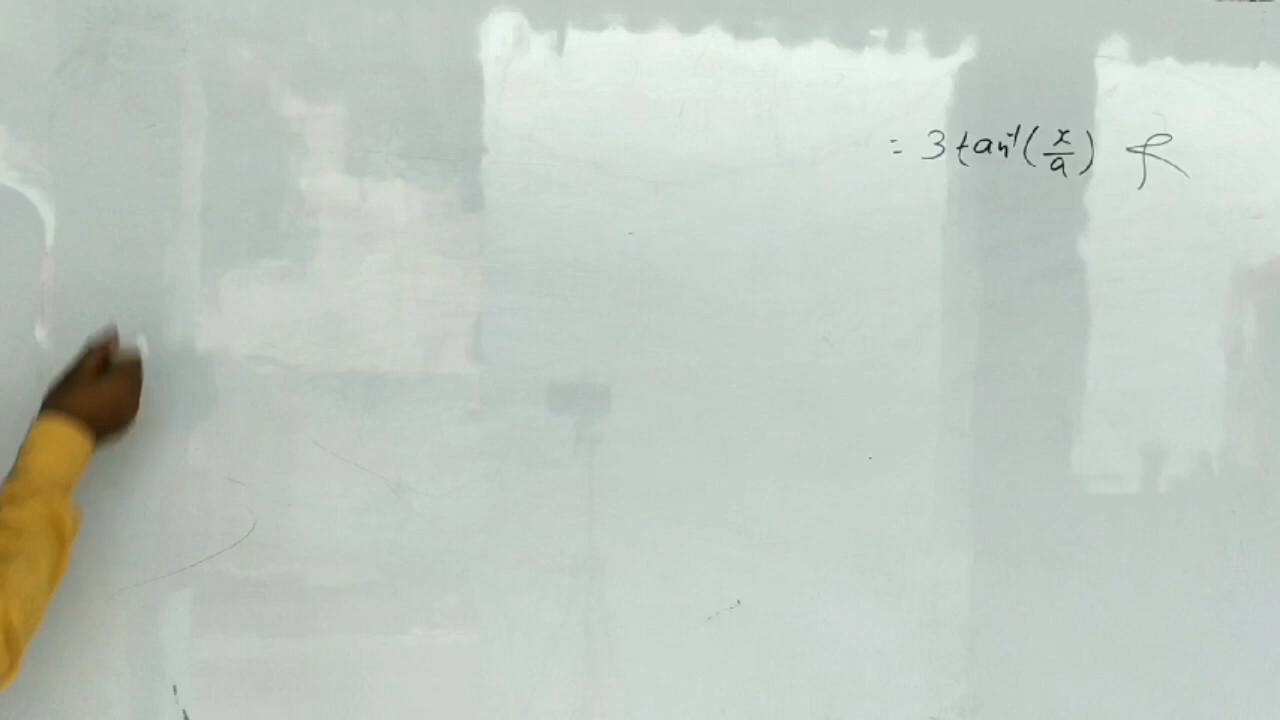 = 3 tan⁻¹(x/a)